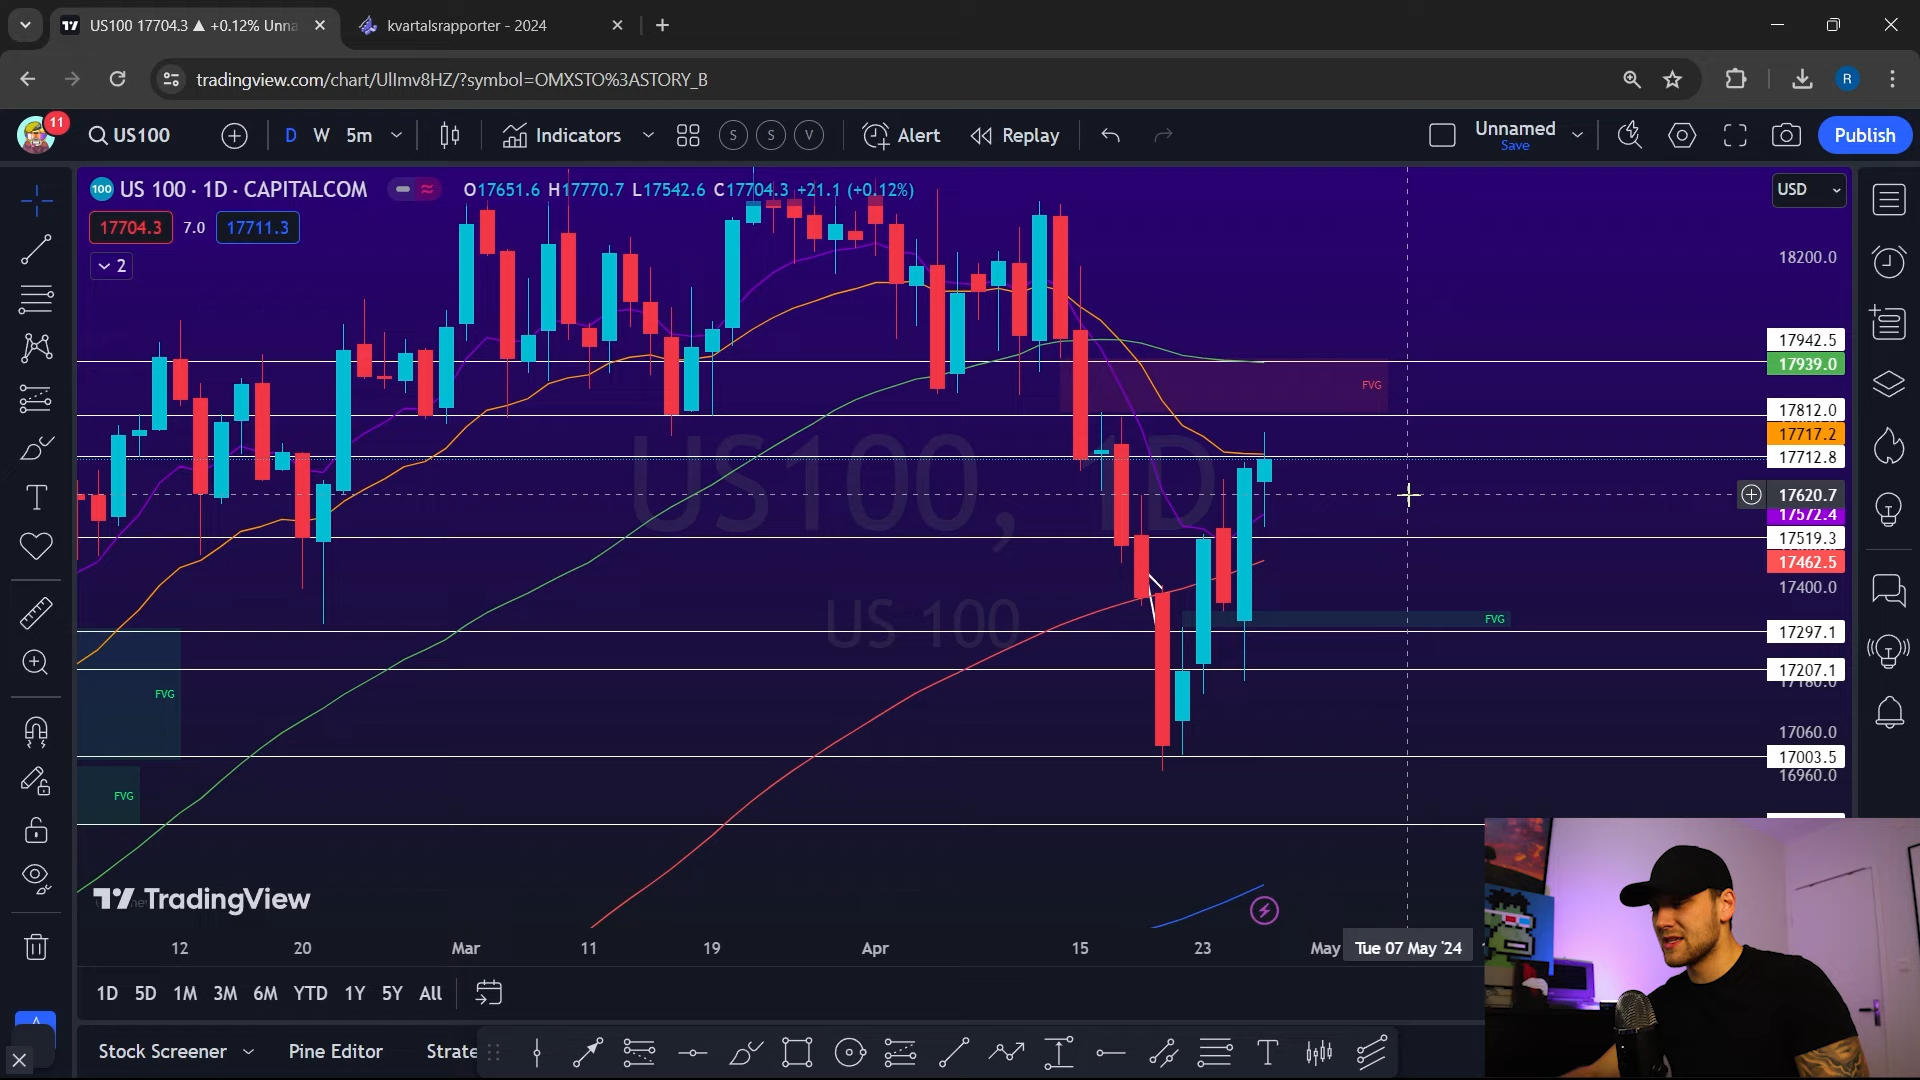 US100 17704.3 ▲ +0.12% Unna
kvartalsrapporter - 2024
tradingview.com/chart/UlImv8HZ/?symbol=OMXSTO%3ASTORY_B
R
11
US100
D
W
5m
Indicators
S
S
V
Alert
Replay
Unnamed
Save
Publish
100
US 100 · 1D · CAPITALCOM
O17651.6 H17770.7 L17542.6 C17704.3 +21.1 (+0.12%)
USD
17704.3
7.0
17711.3
2
18200.0
17942.5
17939.0
FVG
17812.0
17717.2
17712.8
US100, 1D
US 100
17620.7
17572.4
17519.3
17462.5
17400.0
FVG
17297.1
17207.1
17180.0
FVG
17060.0
17003.5
16960.0
FVG
TradingView
12
20
Mar
11
19
Apr
15
23
May
Tue 07 May '24
1D
5D
1M
3M
6M
YTD
1Y
5Y
All
Stock Screener
Pine Editor
Strate